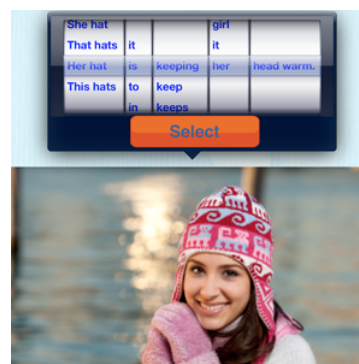 She hat girl
That hats it it
Her hat is keeping her head warm.
This hats to keep
in keeps
Select